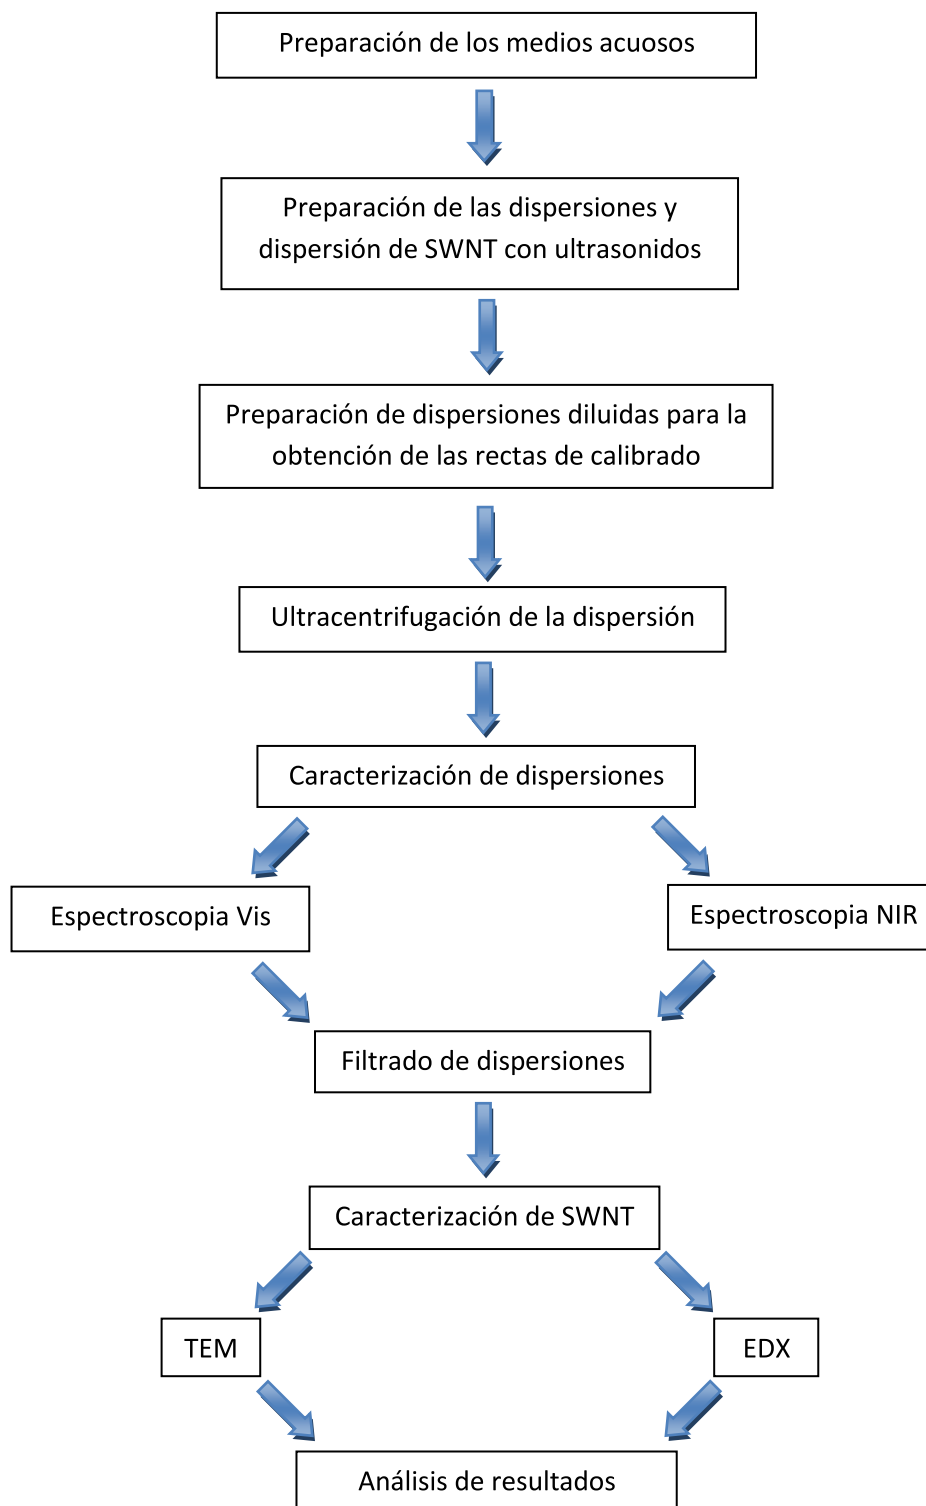 Preparación de los medios acuosos
Preparación de las dispersiones y
dispersión de SWNT con ultrasonidos
Preparación de dispersiones diluidas para la
obtención de las rectas de calibrado
Ultracentrifugación de la dispersión
Caracterización de dispersiones
Espectroscopia Vis
Espectroscopia NIR
Filtrado de dispersiones
Caracterización de SWNT
TEM
EDX
Análisis de resultados